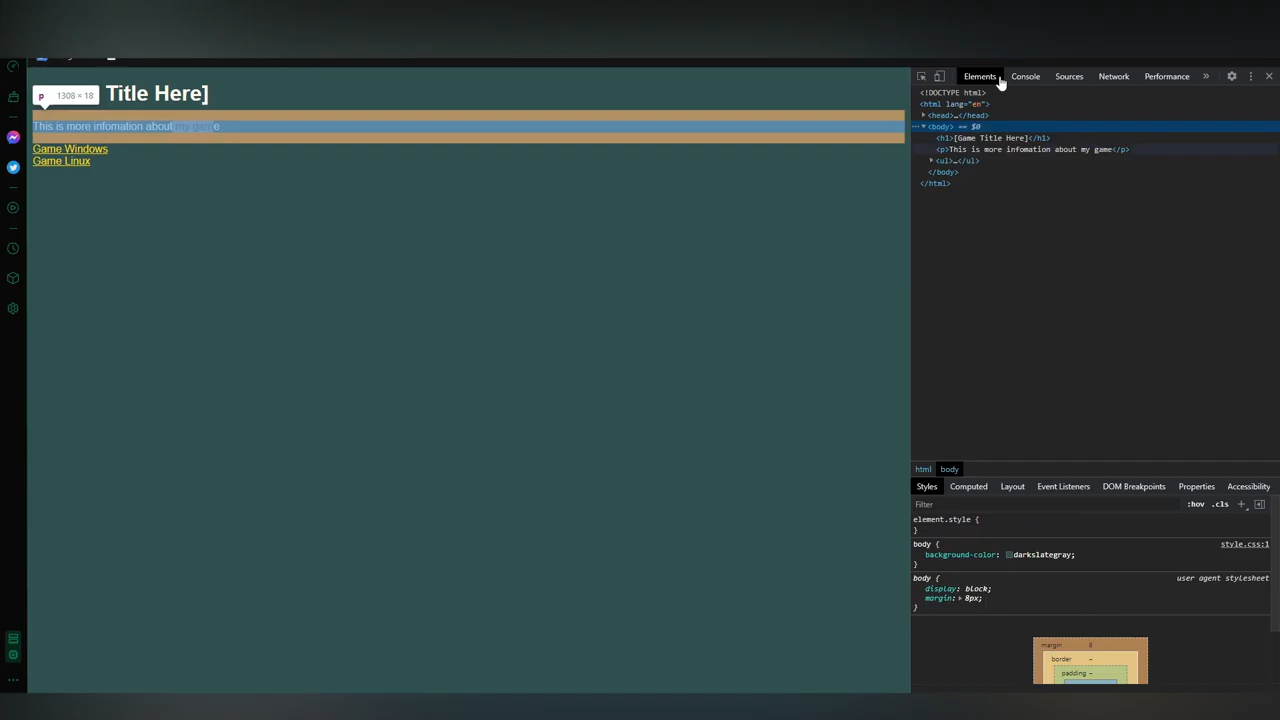 Elements Console Sources Network Performance »
p 1308 × 18
Title Here]
This is more infomation about my game
Game Windows
Game Linux
<!DOCTYPE html>
<html lang="en">
<head>…</head>
<body> == $0
<h1>[Game Title Here]</h1>
<p>This is more infomation about my game</p>
<ul>…</ul>
</body>
</html>
html body
Styles Computed Layout Event Listeners DOM Breakpoints Properties Accessibility
Filter :hov .cls +
element.style {
}
body { style.css:1
background-color: darkslategray;
}
body { user agent stylesheet
display: block;
margin: 8px;
}
margin 8
border –
padding –